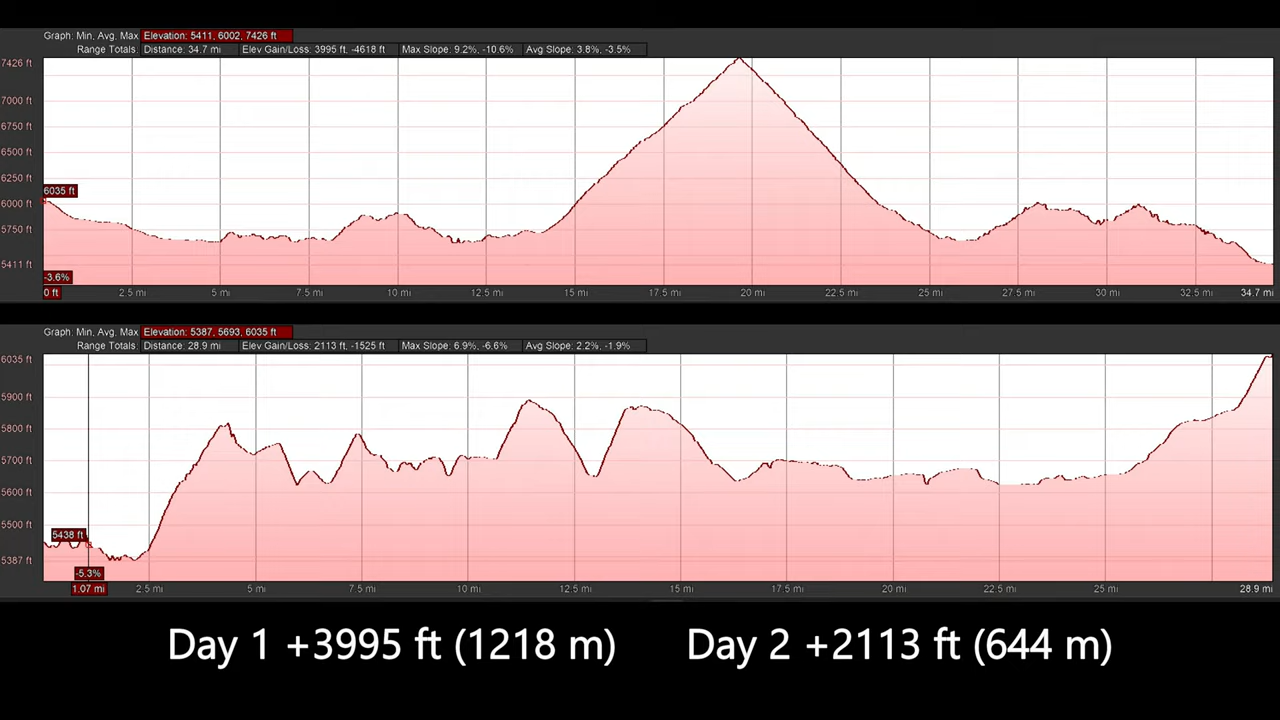 Graph: Min, Avg, Max Elevation: 5411, 6002, 7426 ft
Range Totals: Distance: 34.7 mi Elev Gain/Loss: 3995 ft, -4618 ft Max Slope: 9.2%, -10.6% Avg Slope: 3.8%, -3.5%
7426 ft
7000 ft
6750 ft
6500 ft
6250 ft
6035 ft
6000 ft
5750 ft
5411 ft
-3.6%
0 ft 2.5 mi 5 mi 7.5 mi 10 mi 12.5 mi 15 mi 17.5 mi 20 mi 22.5 mi 25 mi 27.5 mi 30 mi 32.5 mi 34.7 mi
Graph: Min, Avg, Max Elevation: 5387, 5693, 6035 ft
Range Totals: Distance: 28.9 mi Elev Gain/Loss: 2113 ft, -1525 ft Max Slope: 6.9%, -6.6% Avg Slope: 2.2%, -1.9%
6035 ft
5900 ft
5800 ft
5700 ft
5600 ft
5500 ft
5438 ft
5387 ft
-5.3%
1.07 mi 2.5 mi 5 mi 7.5 mi 10 mi 12.5 mi 15 mi 17.5 mi 20 mi 22.5 mi 25 mi 28.9 mi
Day 1 +3995 ft (1218 m) Day 2 +2113 ft (644 m)